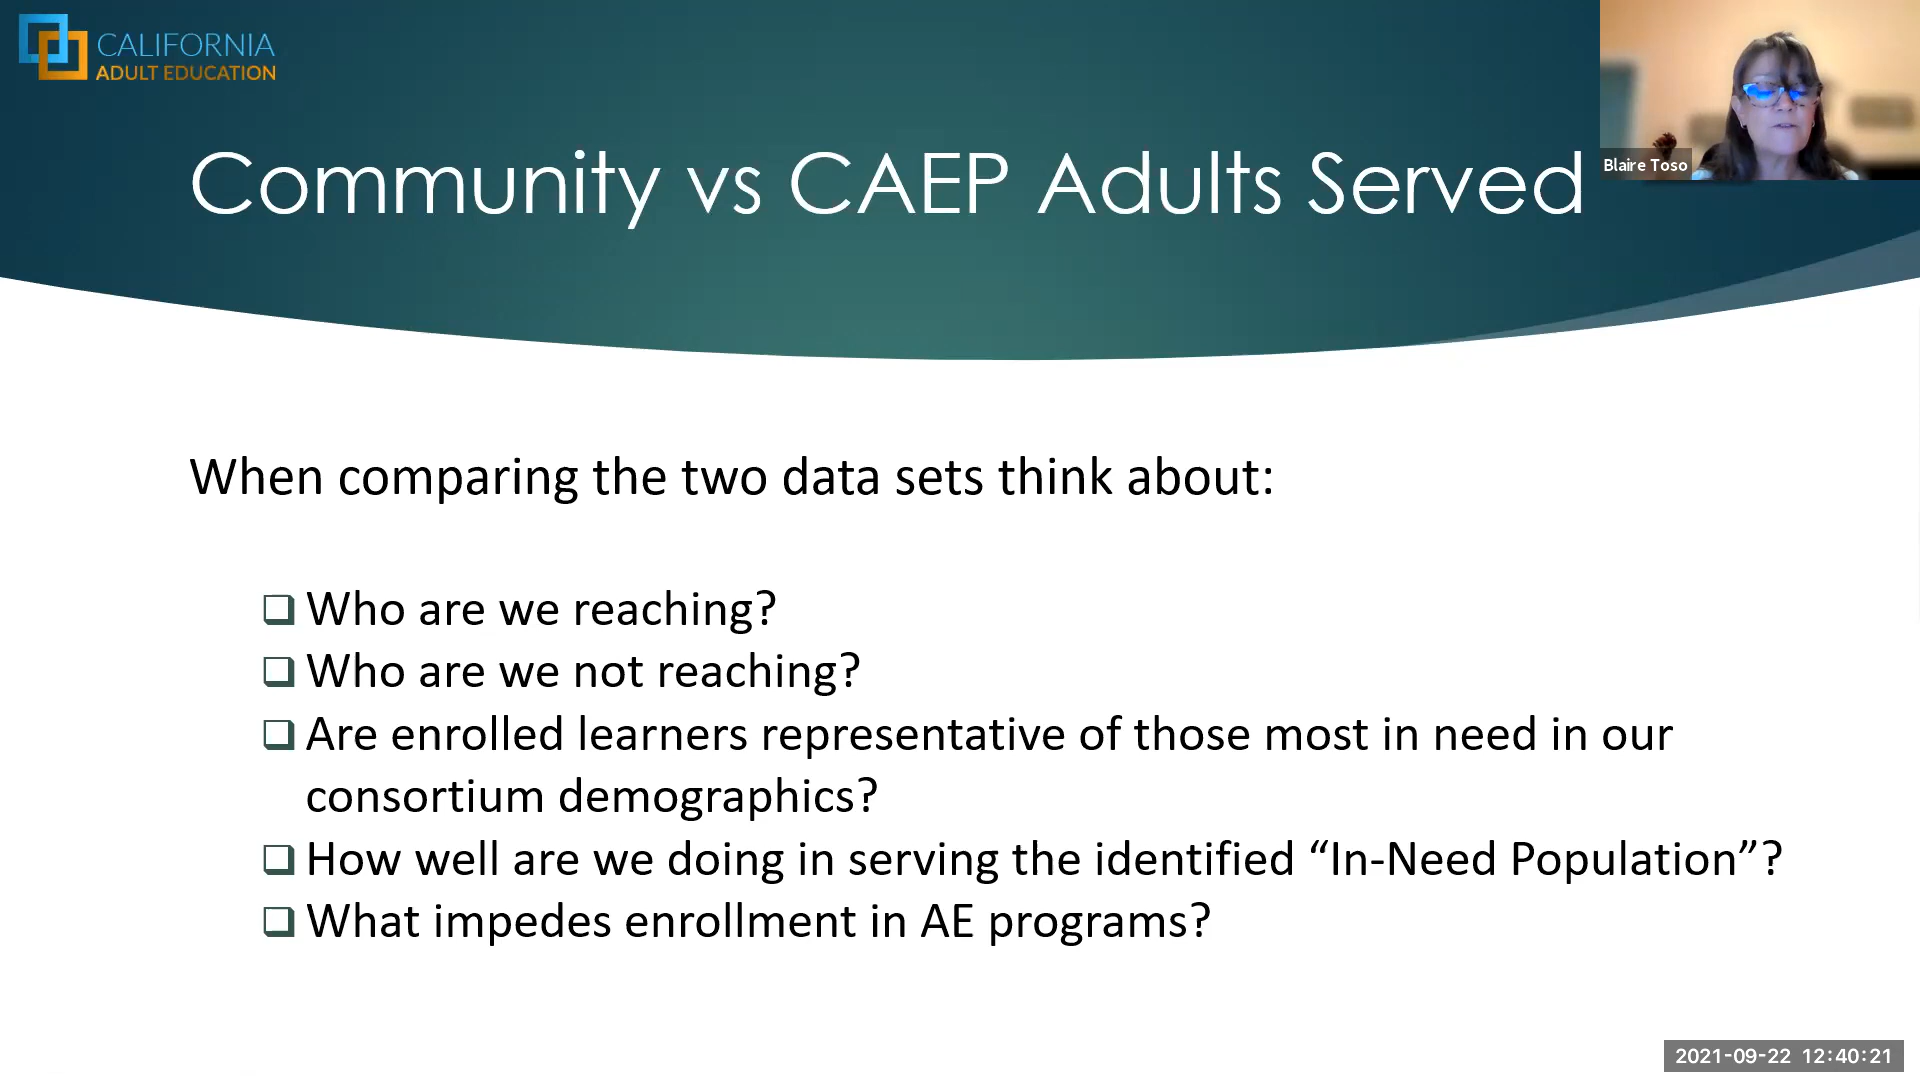 CALIFORNIA
ADULT EDUCATION
Community vs CAEP Adults Served
Blaire Toso
When comparing the two data sets think about:
Who are we reaching?
Who are we not reaching?
Are enrolled learners representative of those most in need in our
consortium demographics?
How well are we doing in serving the identified “In-Need Population”?
What impedes enrollment in AE programs?
2021-09-22 12:40:21